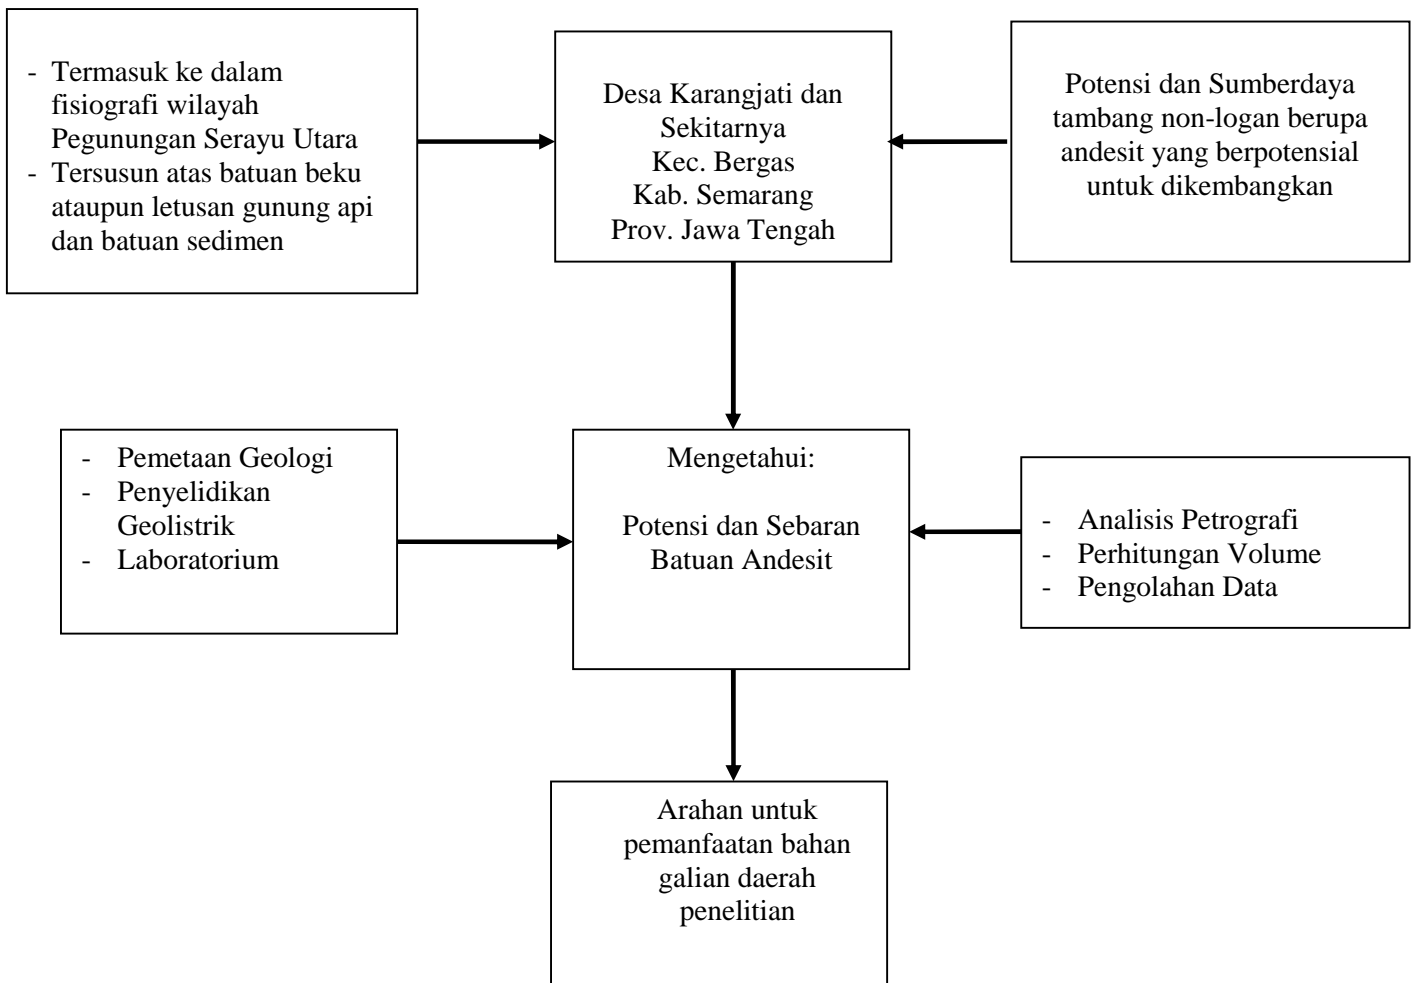 - Termasuk ke dalam
fisiografi wilayah
Pegunungan Serayu Utara
- Tersusun atas batuan beku
ataupun letusan gunung api
dan batuan sedimen
Desa Karangjati dan
Sekitarnya
Kec. Bergas
Kab. Semarang
Prov. Jawa Tengah
Potensi dan Sumberdaya
tambang non-logan berupa
andesit yang berpotensial
untuk dikembangkan
- Pemetaan Geologi
- Penyelidikan
Geolistrik
- Laboratorium
Mengetahui:
Potensi dan Sebaran
Batuan Andesit
- Analisis Petrografi
- Perhitungan Volume
- Pengolahan Data
Arahan untuk
pemanfaatan bahan
galian daerah
penelitian